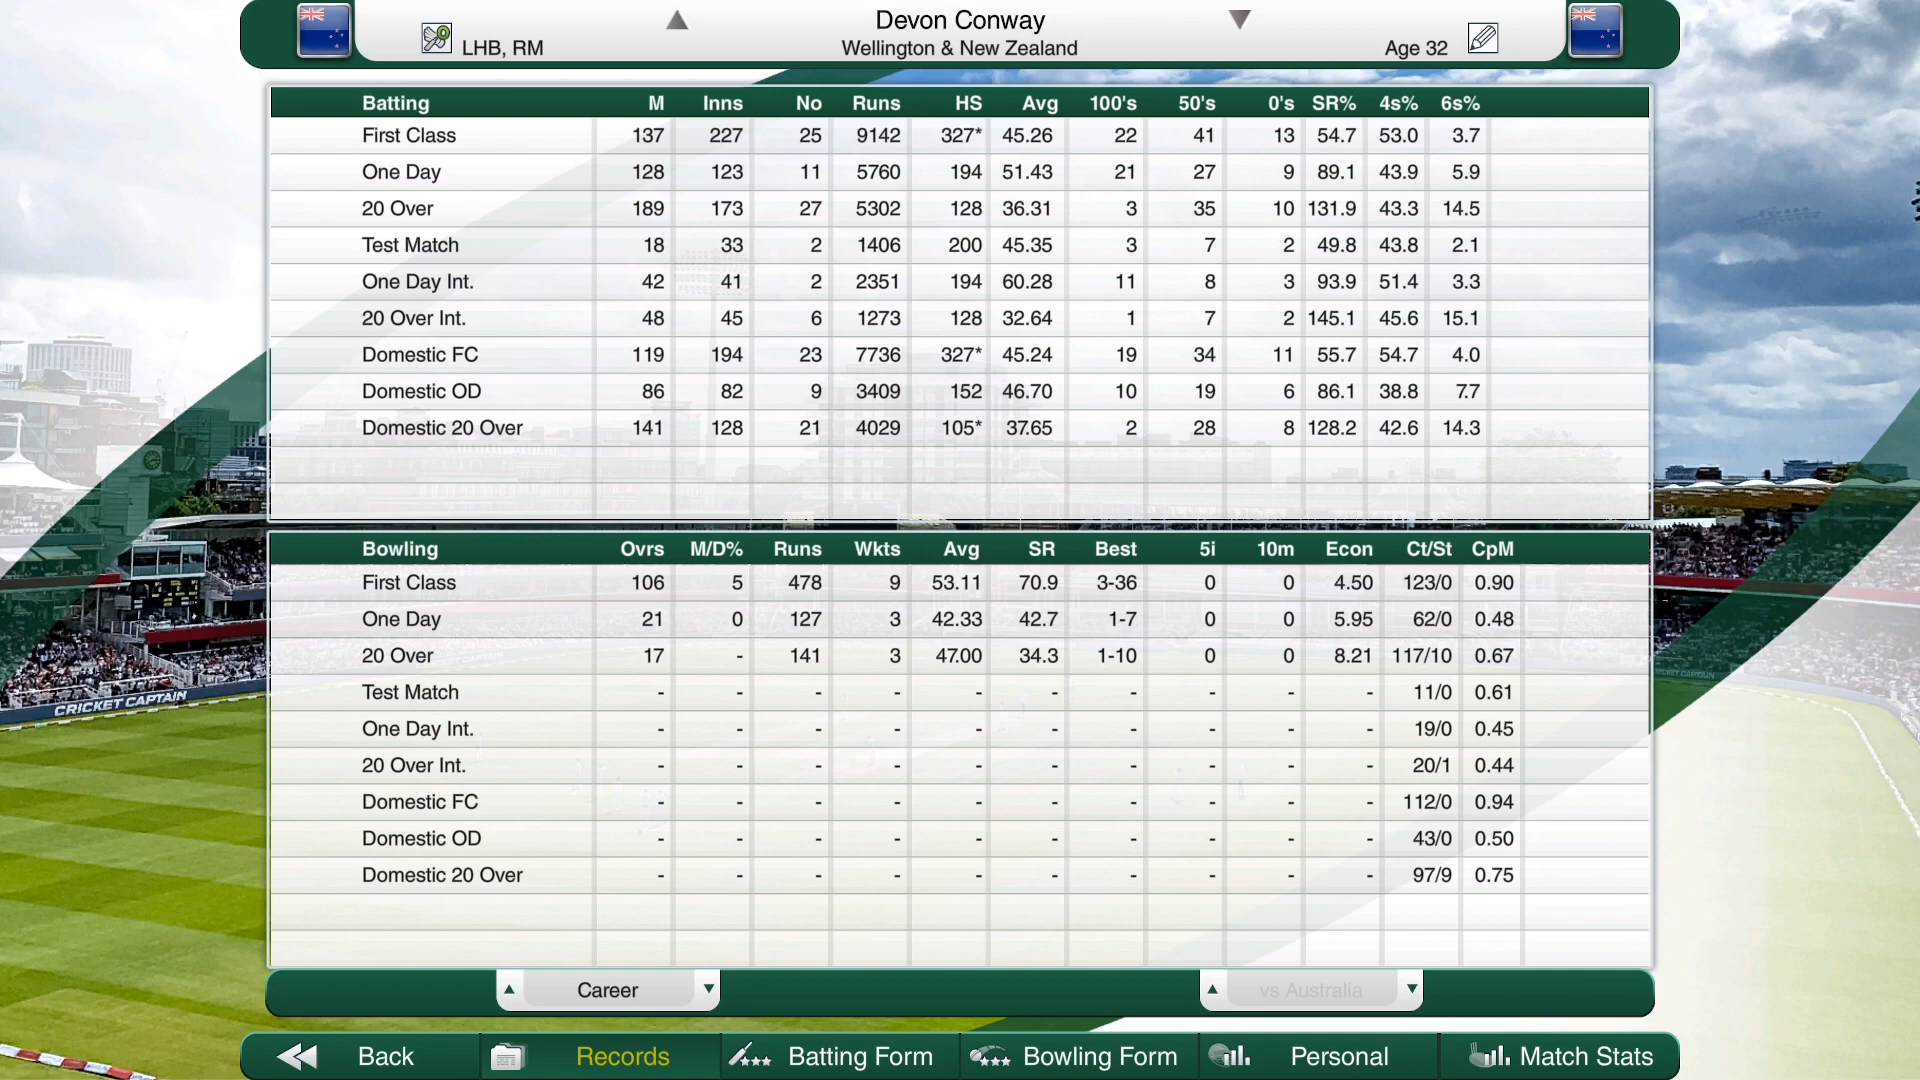 Devon Conway
LHB, RM
Wellington & New Zealand
Age 32
Batting M Inns No Runs HS Avg 100's 50's 0's SR% 4s% 6s%
First Class 137 227 25 9142 327* 45.26 22 41 13 54.7 53.0 3.7
One Day 128 123 11 5760 194 51.43 21 27 9 89.1 43.9 5.9
20 Over 189 173 27 5302 128 36.31 3 35 10 131.9 43.3 14.5
Test Match 18 33 2 1406 200 45.35 3 7 2 49.8 43.8 2.1
One Day Int. 42 41 2 2351 194 60.28 11 8 3 93.9 51.4 3.3
20 Over Int. 48 45 6 1273 128 32.64 1 7 2 145.1 45.6 15.1
Domestic FC 119 194 23 7736 327* 45.24 19 34 11 55.7 54.7 4.0
Domestic OD 86 82 9 3409 152 46.70 10 19 6 86.1 38.8 7.7
Domestic 20 Over 141 128 21 4029 105* 37.65 2 28 8 128.2 42.6 14.3
Bowling Ovrs M/D% Runs Wkts Avg SR Best 5i 10m Econ Ct/St CpM
First Class 106 5 478 9 53.11 70.9 3-36 0 0 4.50 123/0 0.90
One Day 21 0 127 3 42.33 42.7 1-7 0 0 5.95 62/0 0.48
20 Over 17 - 141 3 47.00 34.3 1-10 0 0 8.21 117/10 0.67
Test Match - - - - - - - - - - 11/0 0.61
One Day Int. - - - - - - - - - - 19/0 0.45
20 Over Int. - - - - - - - - - - 20/1 0.44
Domestic FC - - - - - - - - - - 112/0 0.94
Domestic OD - - - - - - - - - - 43/0 0.50
Domestic 20 Over - - - - - - - - - - 97/9 0.75
CRICKET CAPTAIN
Career
vs Australia
Back Records Batting Form Bowling Form Personal Match Stats